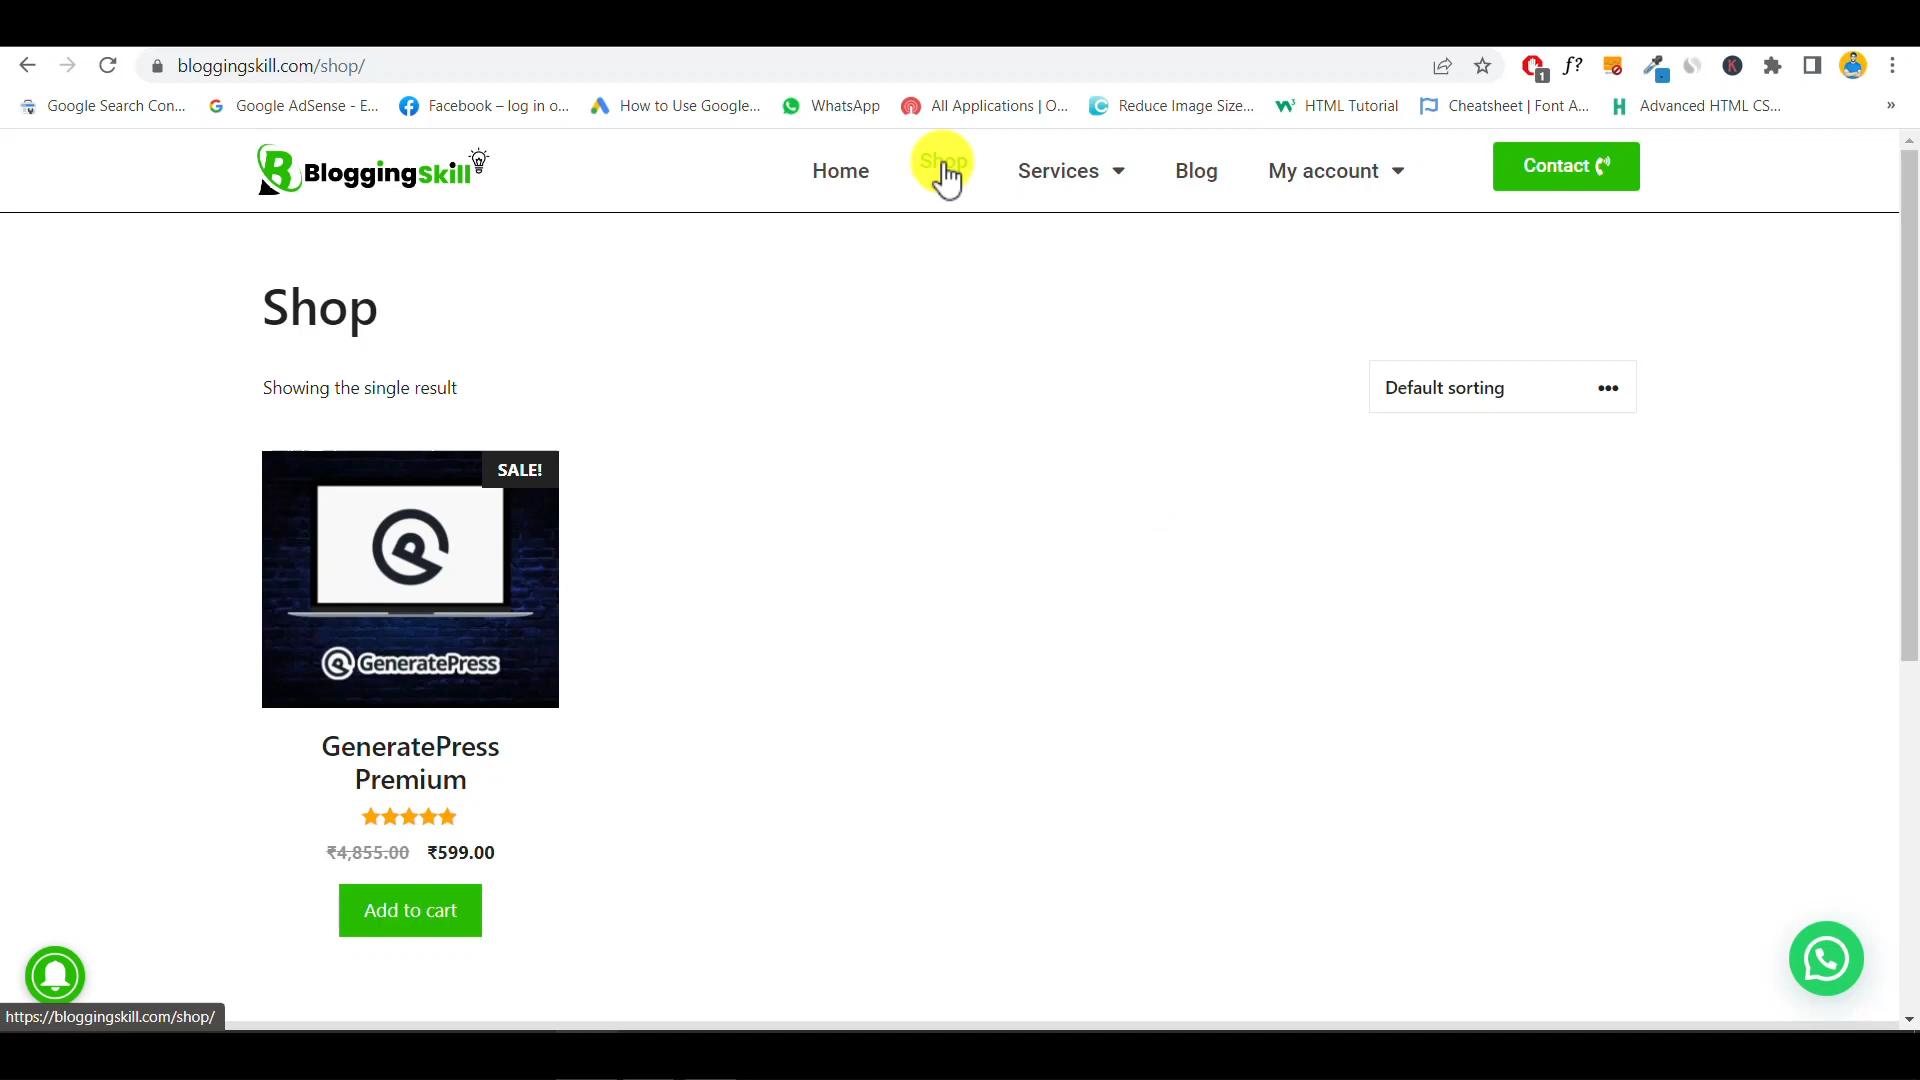 bloggingskill.com/shop/
1
f?
K
Google Search Con...
Google AdSense - E...
Facebook – log in o...
How to Use Google...
WhatsApp
All Applications | O...
Reduce Image Size...
HTML Tutorial
Cheatsheet | Font A...
Advanced HTML CS...
»
BloggingSkill
Home
Shop
Services
Blog
My account
Contact
Shop
Showing the single result
Default sorting
SALE!
GeneratePress
GeneratePress
Premium
₹4,855.00 ₹599.00
Add to cart
https://bloggingskill.com/shop/